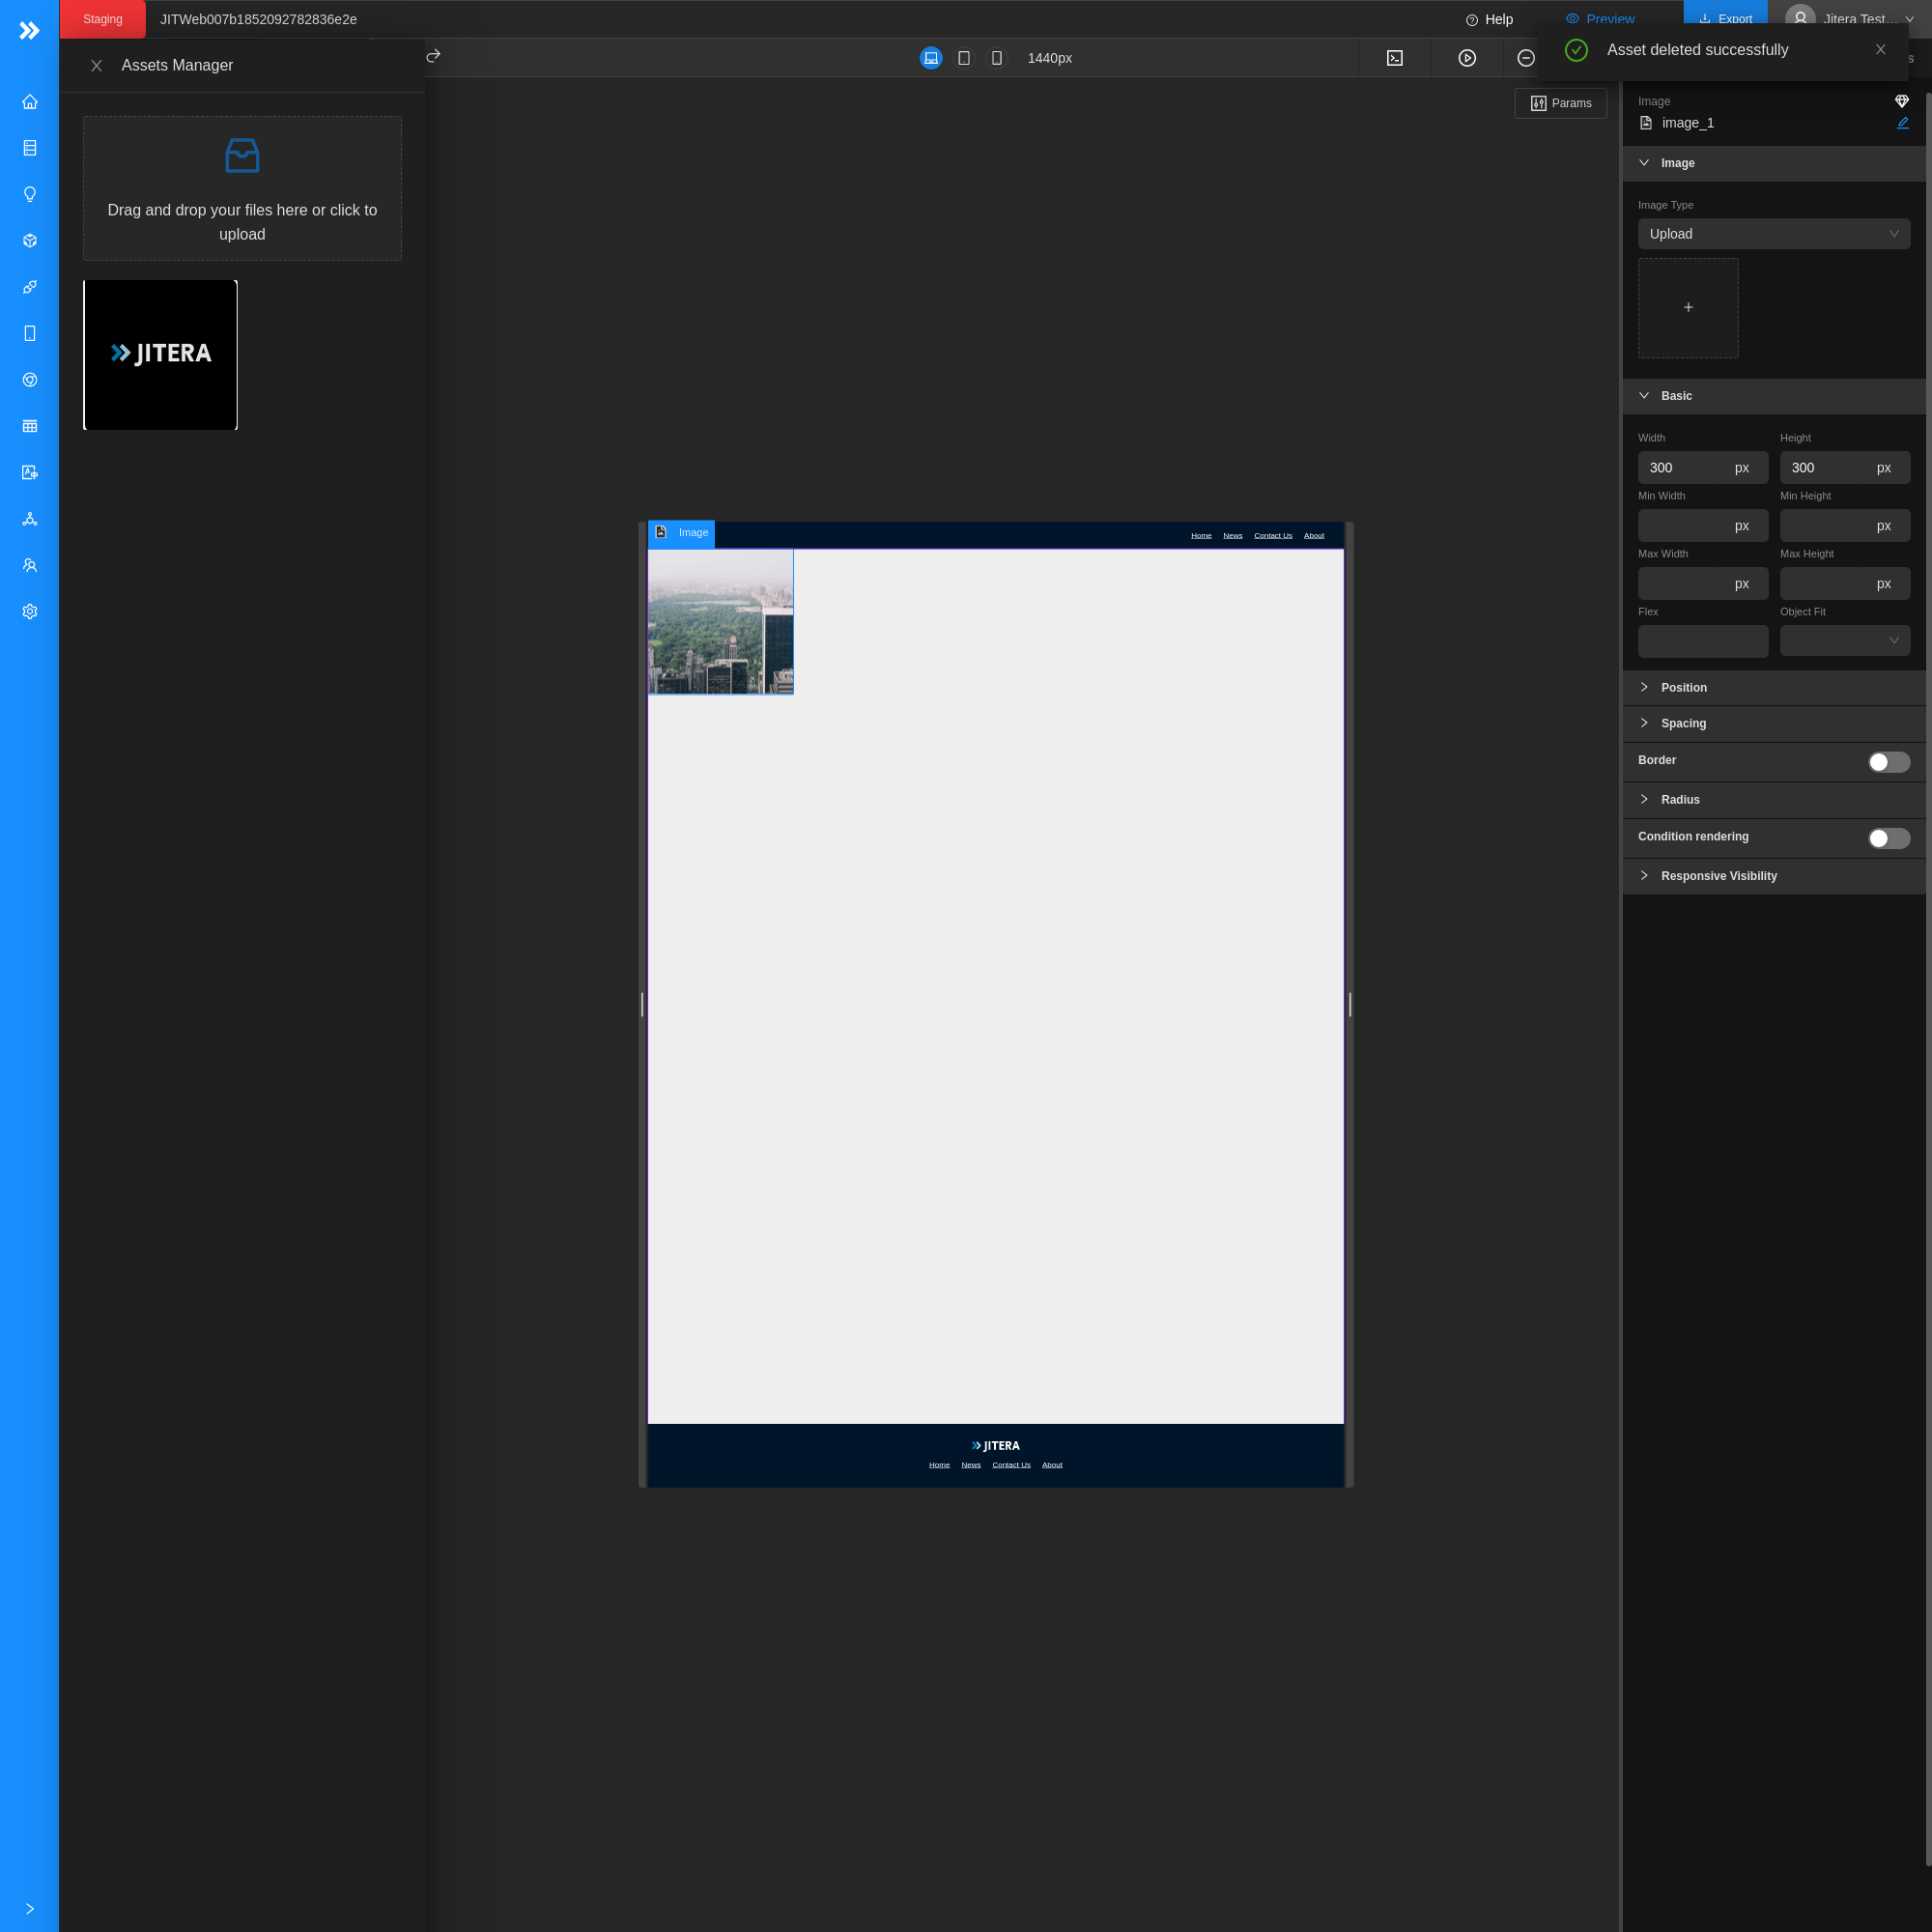 Staging
JITWeb007b1852092782836e2e
Help
Preview
Export
Jitera Test...
Asset deleted successfully
Assets Manager
1440px
Params
Drag and drop your files here or click to
upload
JITERA
Image
image_1
Image
Image Type
Upload
Basic
Width
Height
300 px
300 px
Min Width
Min Height
px
px
Max Width
Max Height
px
px
Flex
Object Fit
Position
Spacing
Border
Radius
Condition rendering
Responsive Visibility
Image
Home News Contact Us About
JITERA
Home News Contact Us About